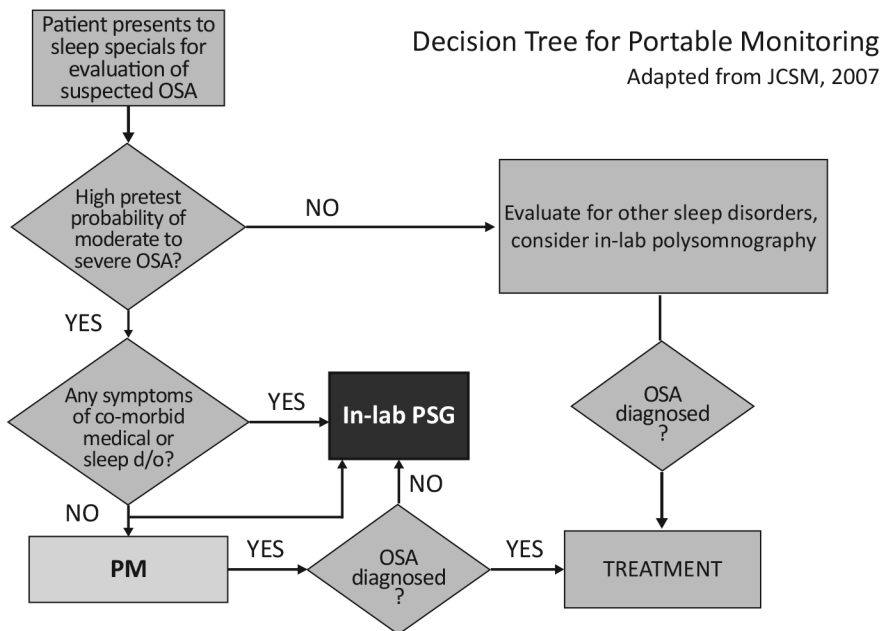 Decision Tree for Portable Monitoring
Adapted from JCSM, 2007
Patient presents to
sleep specials for
evaluation of
suspected OSA
High pretest
probability of
moderate to
severe OSA?
NO
Evaluate for other sleep disorders,
consider in-lab polysomnography
YES
Any symptoms
of co-morbid
medical or
sleep d/o?
YES
In-lab PSG
OSA
diagnosed
?
NO
NO
PM
YES
OSA
diagnosed
?
YES
TREATMENT